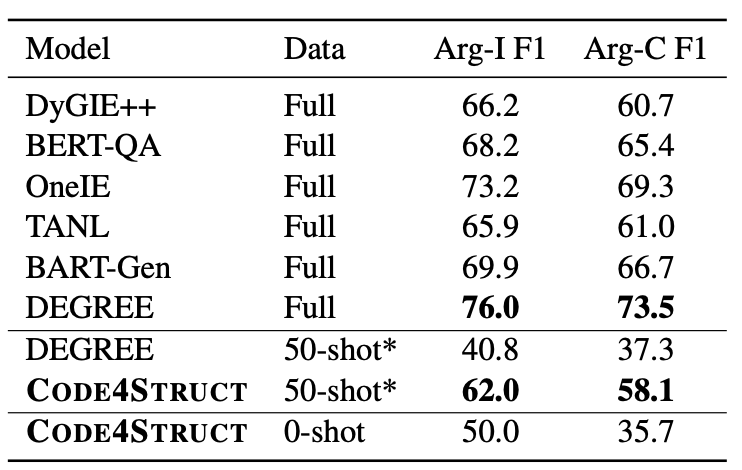 Model Data Arg-I F1 Arg-C F1
DyGIE++ Full 66.2 60.7
BERT-QA Full 68.2 65.4
OneIE Full 73.2 69.3
TANL Full 65.9 61.0
BART-Gen Full 69.9 66.7
DEGREE Full 76.0 73.5
DEGREE 50-shot* 40.8 37.3
CODE4STRUCT 50-shot* 62.0 58.1
CODE4STRUCT 0-shot 50.0 35.7